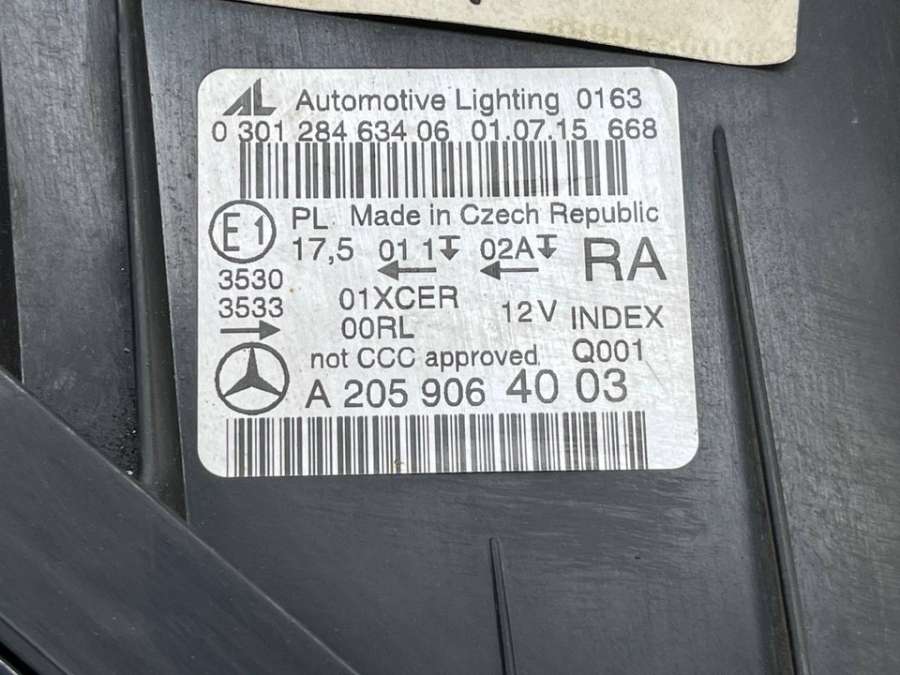 AL Automotive Lighting 0163
0 301 284 634 06 01.07.15 668
E1 PL Made in Czech Republic
17,5 01 1 02A RA
3530
3533
01XCER
00RL
12V INDEX
not CCC approved Q001
A 205 906 40 03